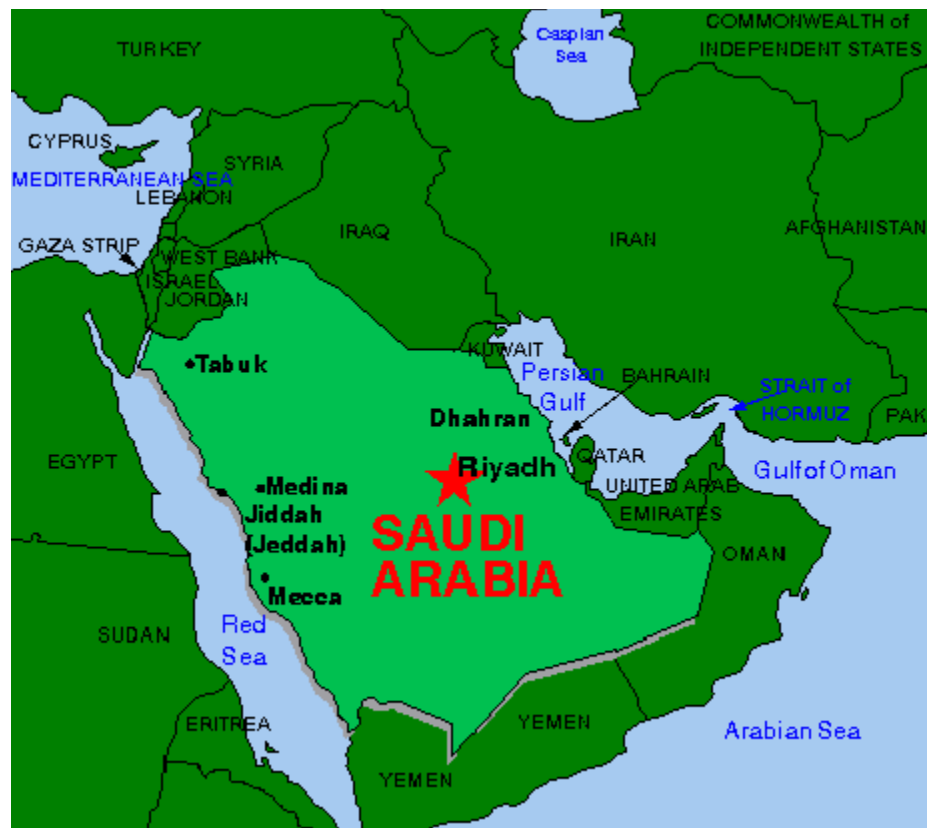 COMMONWEALTH of
INDEPENDENT STATES
TURKEY
Caspian
Sea
CYPRUS
SYRIA
MEDITERRANEAN SEA
LEBANON
IRAQ
IRAN
AFGHANISTAN
GAZA STRIP
WEST BANK
ISRAEL
JORDAN
KUWAIT
Tabuk
Persian
Gulf
BAHRAIN
STRAIT of
HORMUZ
PAK
Dhahran
EGYPT
Riyadh
QATAR
Gulf of Oman
UNITED ARAB
EMIRATES
Medina
Jiddah
(Jeddah)
SAUDI
ARABIA
OMAN
Mecca
SUDAN
Red
Sea
ERITREA
YEMEN
Arabian Sea
YEMEN